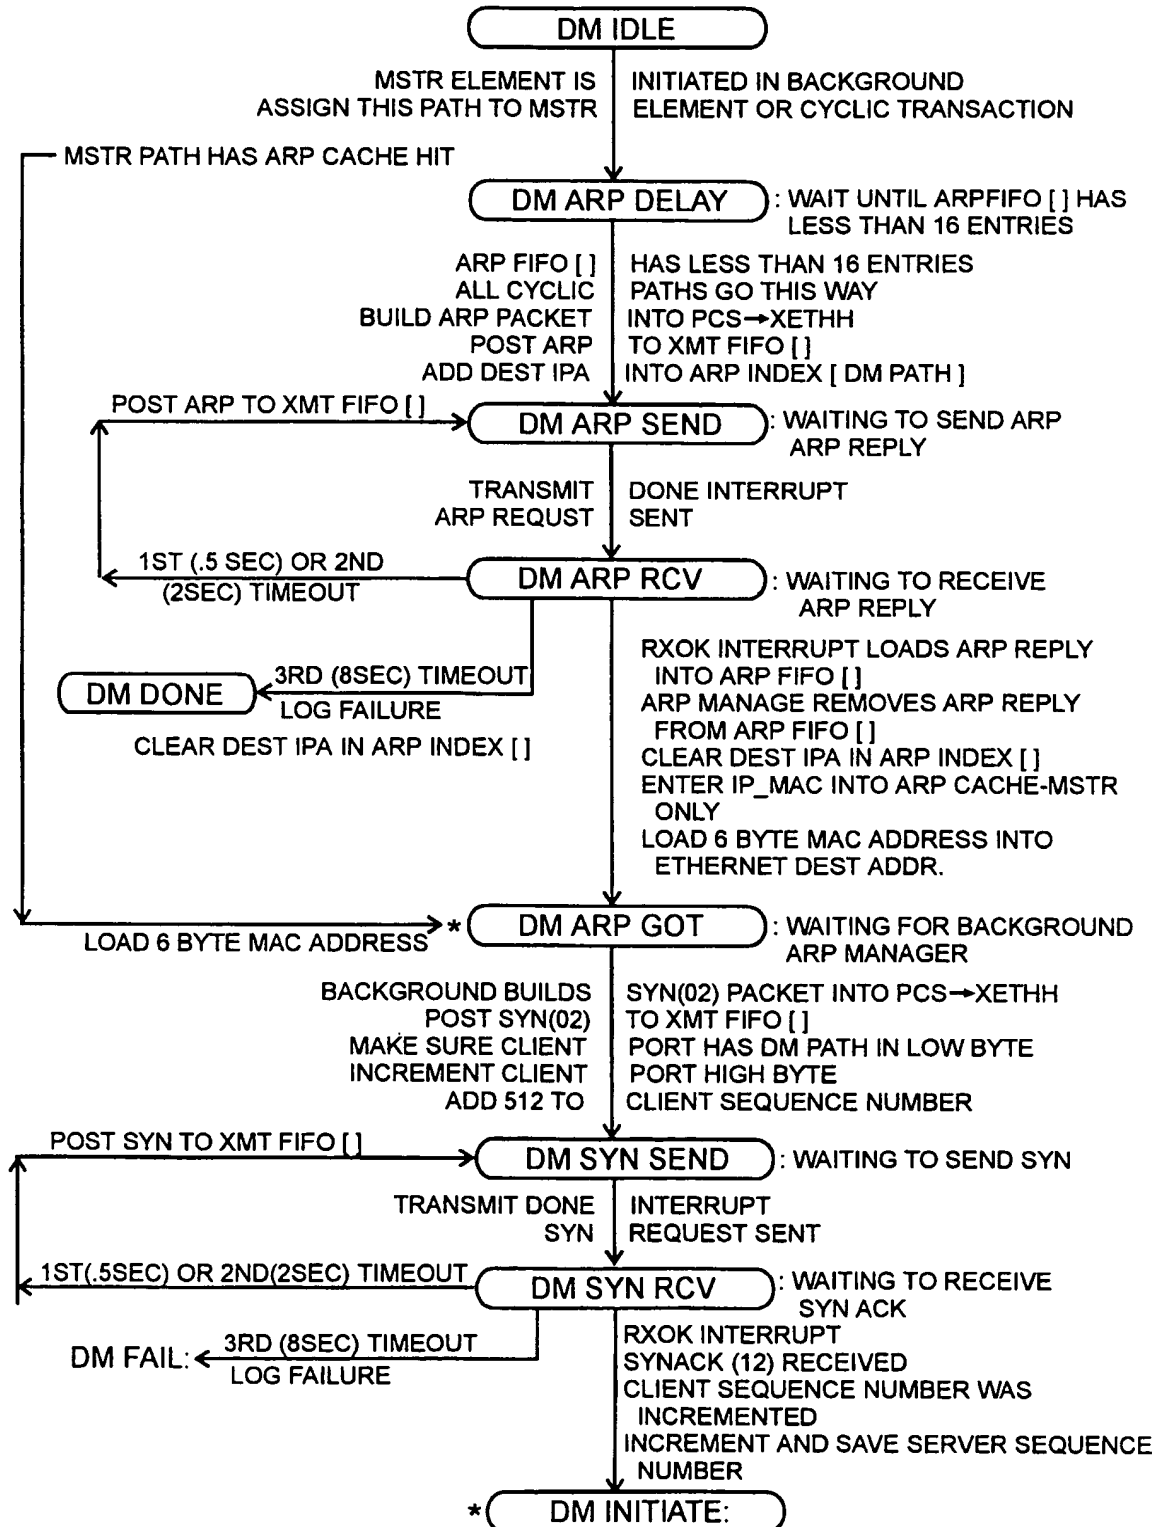 DM IDLE
MSTR ELEMENT IS INITIATED IN BACKGROUND
ASSIGN THIS PATH TO MSTR ELEMENT OR CYCLIC TRANSACTION
MSTR PATH HAS ARP CACHE HIT
DM ARP DELAY : WAIT UNTIL ARPFIFO [ ] HAS
LESS THAN 16 ENTRIES
ARP FIFO [ ] HAS LESS THAN 16 ENTRIES
ALL CYCLIC PATHS GO THIS WAY
BUILD ARP PACKET INTO PCS→XETHH
POST ARP TO XMT FIFO [ ]
ADD DEST IPA INTO ARP INDEX [ DM PATH ]
POST ARP TO XMT FIFO [ ]
DM ARP SEND : WAITING TO SEND ARP
ARP REPLY
TRANSMIT DONE INTERRUPT
ARP REQUST SENT
1ST (.5 SEC) OR 2ND
(2SEC) TIMEOUT
DM ARP RCV : WAITING TO RECEIVE
ARP REPLY
3RD (8SEC) TIMEOUT
DM DONE
LOG FAILURE
CLEAR DEST IPA IN ARP INDEX [ ]
RXOK INTERRUPT LOADS ARP REPLY
INTO ARP FIFO [ ]
ARP MANAGE REMOVES ARP REPLY
FROM ARP FIFO [ ]
CLEAR DEST IPA IN ARP INDEX [ ]
ENTER IP_MAC INTO ARP CACHE-MSTR
ONLY
LOAD 6 BYTE MAC ADDRESS INTO
ETHERNET DEST ADDR.
LOAD 6 BYTE MAC ADDRESS
* DM ARP GOT : WAITING FOR BACKGROUND
ARP MANAGER
BACKGROUND BUILDS SYN(02) PACKET INTO PCS→XETHH
POST SYN(02) TO XMT FIFO [ ]
MAKE SURE CLIENT PORT HAS DM PATH IN LOW BYTE
INCREMENT CLIENT PORT HIGH BYTE
ADD 512 TO CLIENT SEQUENCE NUMBER
POST SYN TO XMT FIFO [ ]
DM SYN SEND : WAITING TO SEND SYN
TRANSMIT DONE INTERRUPT
SYN REQUEST SENT
1ST(.5SEC) OR 2ND(2SEC) TIMEOUT
DM SYN RCV : WAITING TO RECEIVE
SYN ACK
3RD (8SEC) TIMEOUT
DM FAIL:
LOG FAILURE
RXOK INTERRUPT
SYNACK (12) RECEIVED
CLIENT SEQUENCE NUMBER WAS
INCREMENTED
INCREMENT AND SAVE SERVER SEQUENCE
NUMBER
* DM INITIATE: